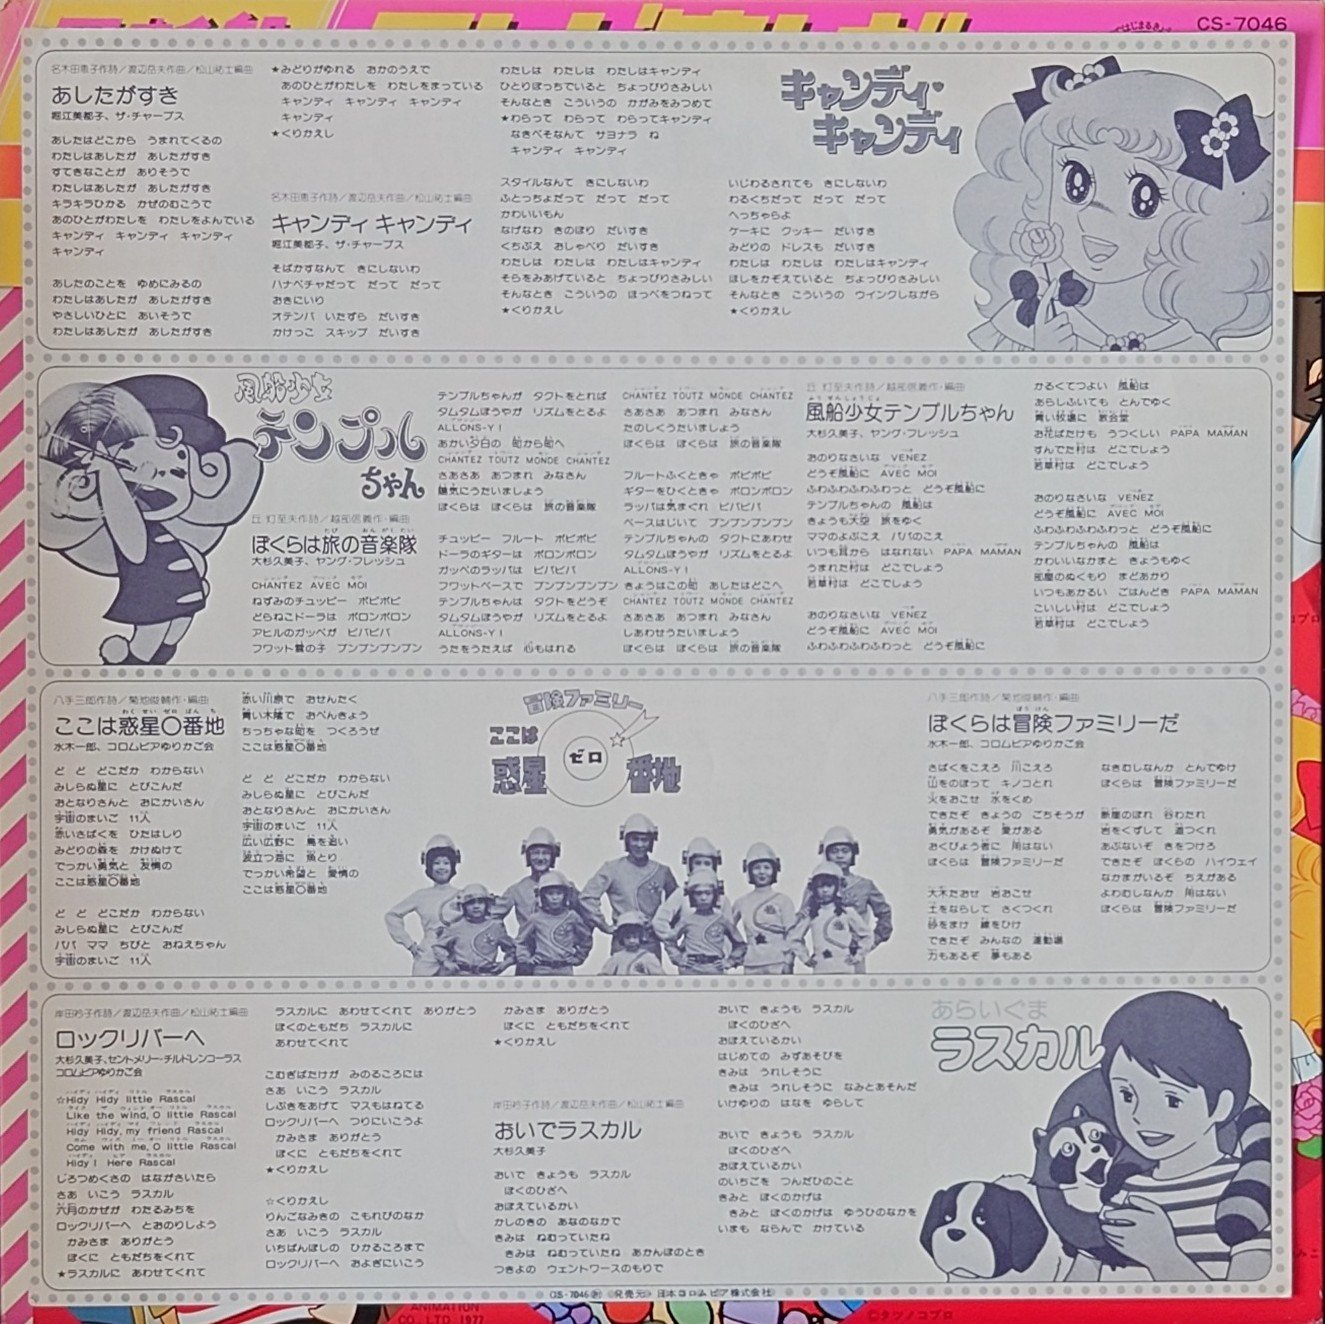 CS-7046
名木田恵子作詩／渡辺岳夫作曲／松山祐士編曲
あしたがすき
堀江美都子、ザ・チャープス
あしたはどこから　うまれてくるの
わたしはあしたが　あしたがすき
すてきなことが　ありそうで
わたしはあしたが　あしたがすき
キラキラひかる　かぜのむこうで
あのひとがわたしを　わたしをよんでいる
キャンディ　キャンディ　キャンディ
キャンディ
あしたのことを　ゆめにみるの
わたしはあしたが　あしたがすき
やさしいひとに　あいそうで
わたしはあしたが　あしたがすき
★みどりがゆれる　おかのうえで
あのひとがわたしを　わたしをまっている
キャンディ　キャンディ　キャンディ
キャンディ
★くりかえし
名木田恵子作詩／渡辺岳夫作曲／松山祐士編曲
キャンディ キャンディ
堀江美都子、ザ・チャープス
そばかすなんて　きにしないわ
ハナペチャだって　だって　だって
おきにいり
オテンバ　いたずら　だいすき
かけっこ　スキップ　だいすき
わたしは　わたしは　わたしはキャンディ
ひとりぼっちでいると　ちょっぴりさみしい
そんなとき　こういうの　かがみをみつめて
★わらって　わらって　わらってキャンディ
なきべそなんて　サヨナラ　ね
キャンディ　キャンディ
スタイルなんて　きにしないわ
ふとっちょだって　だって　だって
かわいいもん
なげなわ　きのぼり　だいすき
くちぶえ　おしゃべり　だいすき
わたしは　わたしは　わたしはキャンディ
そらをみあげていると　ちょっぴりさみしい
そんなとき　こういうの　ほっぺをつねって
★くりかえし
キャンディ・
キャンディ
いじわるされても　きにしないわ
わるくちだって　だって　だって
へっちゃらよ
ケーキに　クッキー　だいすき
みどりの　ドレスも　だいすき
わたしは　わたしは　わたしはキャンディ
ほしをかぞえていると　ちょっぴりさみしい
そんなとき　こういうの　ウインクしながら
★くりかえし
風船少女
テンプル
ちゃん
丘 灯至夫作詩／越部信義作・編曲
ぼくらは旅の音楽隊
大杉久美子、ヤング・フレッシュ
CHANTEZ　AVEC　MOI
ねずみのチュッピー　ポピポピ
どらねこドーラは　ポロンポロン
アヒルのガッペが　ピパピパ
フワット雲の子　プンプンプンプン
テンプルちゃんが　タクトをとれば
タムタムぼうやが　リズムをとるよ
ALLONS-Y！
あかい夕日の　町から町へ
CHANTEZ　TOUTZ　MONDE　CHANTEZ
さあさあ　あつまれ　みなさん
陽気にうたいましょう
ぼくらは　ぼくらは　旅の音楽隊
チュッピー　フルート　ポピポピ
ドーラのギターは　ポロンポロン
ガッペのラッパは　ピパピパ
フワットベースで　プンプンプンプン
テンプルちゃんは　タクトをどうぞ
タムタムぼうやが　リズムをとるよ
ALLONS-Y！
うたをうたえば　心もはれる
CHANTEZ　TOUTZ　MONDE　CHANTEZ
さあさあ　あつまれ　みなさん
たのしくうたいましょう
ぼくらは　ぼくらは　旅の音楽隊
フルートふくときゃ　ポピポピ
ギターをひくときゃ　ポロンポロン
ラッパは気まぐれ　ピパピパ
ベースはじいて　プンプンプンプン
テンプルちゃんの　タクトにあわせ
タムタムぼうやが　リズムをとるよ
ALLONS-Y！
きょうはこの町　あしたはどこへ
CHANTEZ　TOUTZ　MONDE　CHANTEZ
さあさあ　あつまれ　みなさん
しあわせうたいましょう
ぼくらは　ぼくらは　旅の音楽隊
丘 灯至夫作詩／越部信義作・編曲
風船少女テンプルちゃん
大杉久美子、ヤング・フレッシュ
おのりなさいな　VENEZ
どうぞ風船に　AVEC　MOI
ふわふわふわふわっと　どうぞ風船に
テンプルちゃんの　風船は
きょうも大空　旅をゆく
ママのよぶこえ　パパのこえ
いつも耳から　はなれない　PAPA　MAMAN
うまれた村は　どこでしょう
若草村は　どこでしょう
おのりなさいな　VENEZ
どうぞ風船に　AVEC　MOI
ふわふわふわふわっと　どうぞ風船に
かるくてつよい　風船は
あらしふいても　とんでゆく
青い牧場に　教会堂
お花ばたけも　うつくしい　PAPA　MAMAN
すんでた村は　どこでしょう
若草村は　どこでしょう
おのりなさいな　VENEZ
どうぞ風船に　AVEC　MOI
ふわふわふわふわっと　どうぞ風船に
テンプルちゃんの　風船は
かわいいなかまと　きょうもゆく
部屋のぬくもり　まどあかり
いつもあかるい　ごはんどき　PAPA　MAMAN
こいしい村は　どこでしょう
若草村は　どこでしょう
八手三郎作詩／菊池俊輔作・編曲
ここは惑星〇番地
水木一郎、コロムビアゆりかご会
ど　ど　どこだか　わからない
みしらぬ星に　とびこんだ
おとなりさんと　おにかいさん
宇宙のまいご　11人
赤いさばくを　ひたはしり
みどりの森を　かけぬけて
でっかい勇気と　友情の
ここは惑星〇番地
ど　ど　どこだか　わからない
みしらぬ星に　とびこんだ
パパ　ママ　ちびと　おねえちゃん
宇宙のまいご　11人
赤い川原で　おせんたく
青い木陰で　おべんきょう
ちっちゃな町を　つくろうぜ
ここは惑星〇番地
ど　ど　どこだか　わからない
みしらぬ星に　とびこんだ
おとなりさんと　おにかいさん
宇宙のまいご　11人
広い広野に　鳥を追い
波立つ海に　魚とり
でっかい希望と　愛情の
ここは惑星〇番地
冒険ファミリー
ここは
惑星
ゼロ
番地
八手三郎作詩／菊池俊輔作・編曲
ぼくらは冒険ファミリーだ
水木一郎、コロムビアゆりかご会
さばくをこえろ　川こえろ
山をのぼって　キノコとれ
火をおこせ　水をくめ
できたぞ　きょうの　ごちそうが
勇気があるぞ　愛がある
おくびょう者に　用はない
ぼくらは　冒険ファミリーだ
大木たおせ　岩おこせ
土をならして　さくつくれ
砂をまけ　線をひけ
できたぞ　みんなの　運動場
力もあるぞ　夢もある
なきむしなんか　とんでゆけ
ぼくらは　冒険ファミリーだ
断崖のぼれ　谷わたれ
岩をくずして　道つくれ
あぶないぞ　きをつけろ
できたぞ　ぼくらの　ハイウェイ
なかまがいるぞ　ちえがある
よわむしなんか　用はない
ぼくらは　冒険ファミリーだ
岸田衿子作詩／渡辺岳夫作曲／松山祐士編曲
ロックリバーへ
大杉久美子、セントメリー・チルドレンコーラス
コロムビアゆりかご会
☆Hidy Hidy little Rascal
Like the wind, O little Rascal
Hidy Hidy, my friend Rascal
Come with me, O little Rascal
Hidy！ Here Rascal
しろつめくさの　はながさいたら
さあ　いこう　ラスカル
六月のかぜが　わたるみちを
ロックリバーへ　とおのりしよう
かみさま　ありがとう
ぼくに　ともだちをくれて
★ラスカルに　あわせてくれて
ラスカルに　あわせてくれて　ありがとう
ぼくのともだち　ラスカルに
あわせてくれて
こむぎばたけが　みのるころには
さあ　いこう　ラスカル
しぶきをあげて　マスもはねてる
ロックリバーへ　つりにいこうよ
かみさま　ありがとう
ぼくに　ともだちをくれて
★くりかえし
☆くりかえし
りんごなみきの　こもれびのなか
さあ　いこう　ラスカル
いちばんぼしの　ひかるころまで
ロックリバーへ　およぎにいこう
かみさま　ありがとう
ぼくに　ともだちをくれて
★くりかえし
岸田衿子作詩／渡辺岳夫作曲／松山祐士編曲
おいでラスカル
大杉久美子
おいで　きょうも　ラスカル
ぼくのひざへ
おぼえているかい
かしのきの　あなのなかで
きみは　ねむっていたね
きみは　ねむっていたね　あかんぼのとき
つきよの　ウェントワースのもりで
おいで　きょうも　ラスカル
ぼくのひざへ
おぼえているかい
はじめての　みずあそびを
きみは　うれしそうに
きみは　うれしそうに　なみとあそんだ
いけゆりの　はなを　ゆらして
おいで　きょうも　ラスカル
ぼくのひざへ
おぼえているかい
のいちごを　つんだひのこと
きみと　ぼくのかげは
きみと　ぼくのかげは　ゆうひのなかを
いまも　ならんで　かけている
あらいぐま
ラスカル
CS-7046　発売元　日本コロムビア株式会社
ANIMATION
CO., LTD. 1977
©タツノコプロ